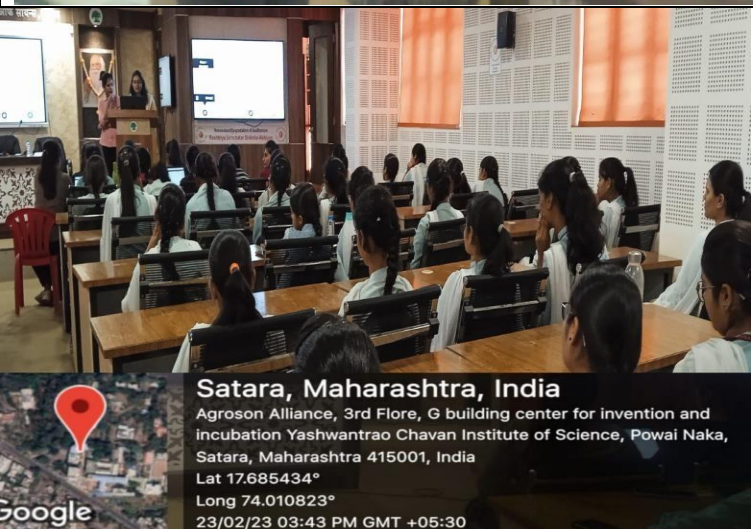 Satara, Maharashtra, India
Agroson Alliance, 3rd Flore, G building center for invention and
incubation Yashwantrao Chavan Institute of Science, Powai Naka,
Satara, Maharashtra 415001, India
Lat 17.685434°
Long 74.010823°
23/02/23 03:43 PM GMT +05:30
Google